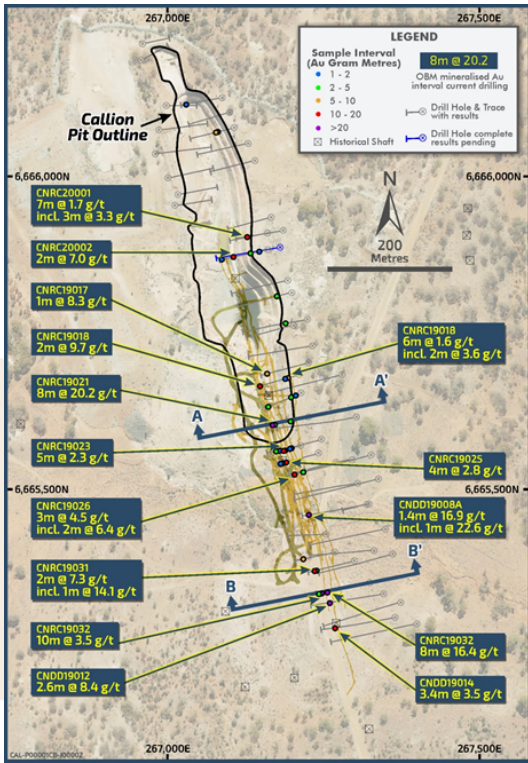 267,000E
267,500E
LEGEND
Sample Interval
(Au Gram Metres)
1 - 2
2 - 5
5 - 10
10 - 20
>20
Historical Shaft
8m @ 20.2
OBM mineralised Au
interval current drilling
Drill Hole & Trace
with results
Drill Hole complete
results pending
Callion
Pit Outline
6,666,000N
6,666,000N
N
200
Metres
CNRC20001
7m @ 1.7 g/t
incl. 3m @ 3.3 g/t
CNRC20002
2m @ 7.0 g/t
CNRC19017
1m @ 8.3 g/t
CNRC19018
2m @ 9.7 g/t
CNRC19018
6m @ 1.6 g/t
incl. 2m @ 3.6 g/t
CNRC19021
8m @ 20.2 g/t
A
A'
CNRC19023
5m @ 2.3 g/t
CNRC19025
4m @ 2.8 g/t
6,665,500N
6,665,500N
CNRC19026
3m @ 4.5 g/t
incl. 2m @ 6.4 g/t
CNDD19008A
1.4m @ 16.9 g/t
incl. 1m @ 22.6 g/t
CNRC19031
2m @ 7.3 g/t
incl. 1m @ 14.1 g/t
B
B'
CNRC19032
10m @ 3.5 g/t
CNRC19032
8m @ 16.4 g/t
CNDD19012
2.6m @ 8.4 g/t
CNDD19014
3.4m @ 3.5 g/t
267,000E
267,500E